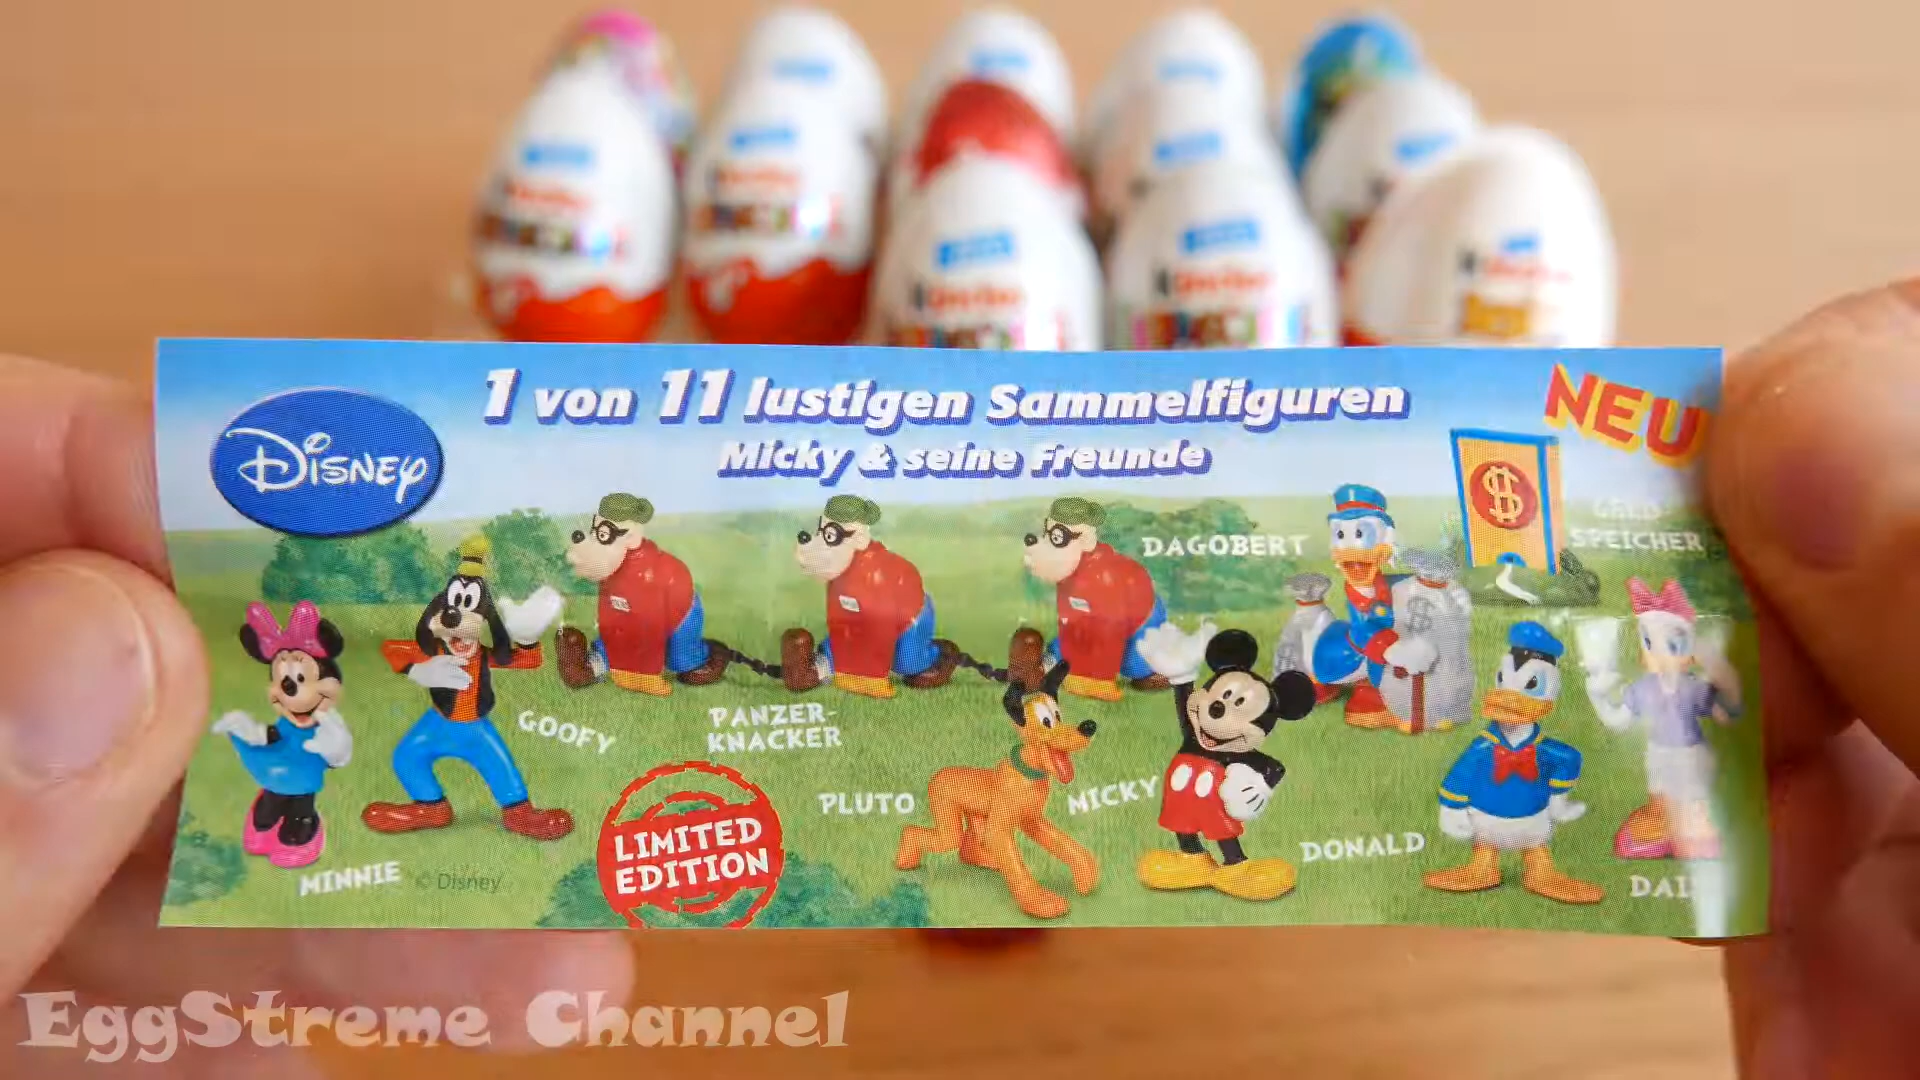 1 von 11 lustigen Sammelfiguren
NEU
Micky & seine Freunde
Disney
DAGOBERT
GELD-
SPEICHER
GOOFY
PANZER-
KNACKER
PLUTO
MICKY
LIMITED
EDITION
DONALD
MINNIE
© Disney
EggStreme Channel